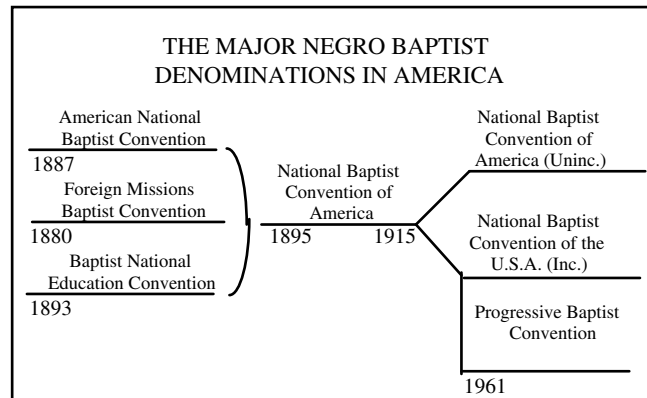 THE MAJOR NEGRO BAPTIST
DENOMINATIONS IN AMERICA
American National
Baptist Convention
1887
Foreign Missions
Baptist Convention
1880
Baptist National
Education Convention
1893
National Baptist
Convention of
America
1895 1915
National Baptist
Convention of
America (Uninc.)
National Baptist
Convention of the
U.S.A. (Inc.)
Progressive Baptist
Convention
1961